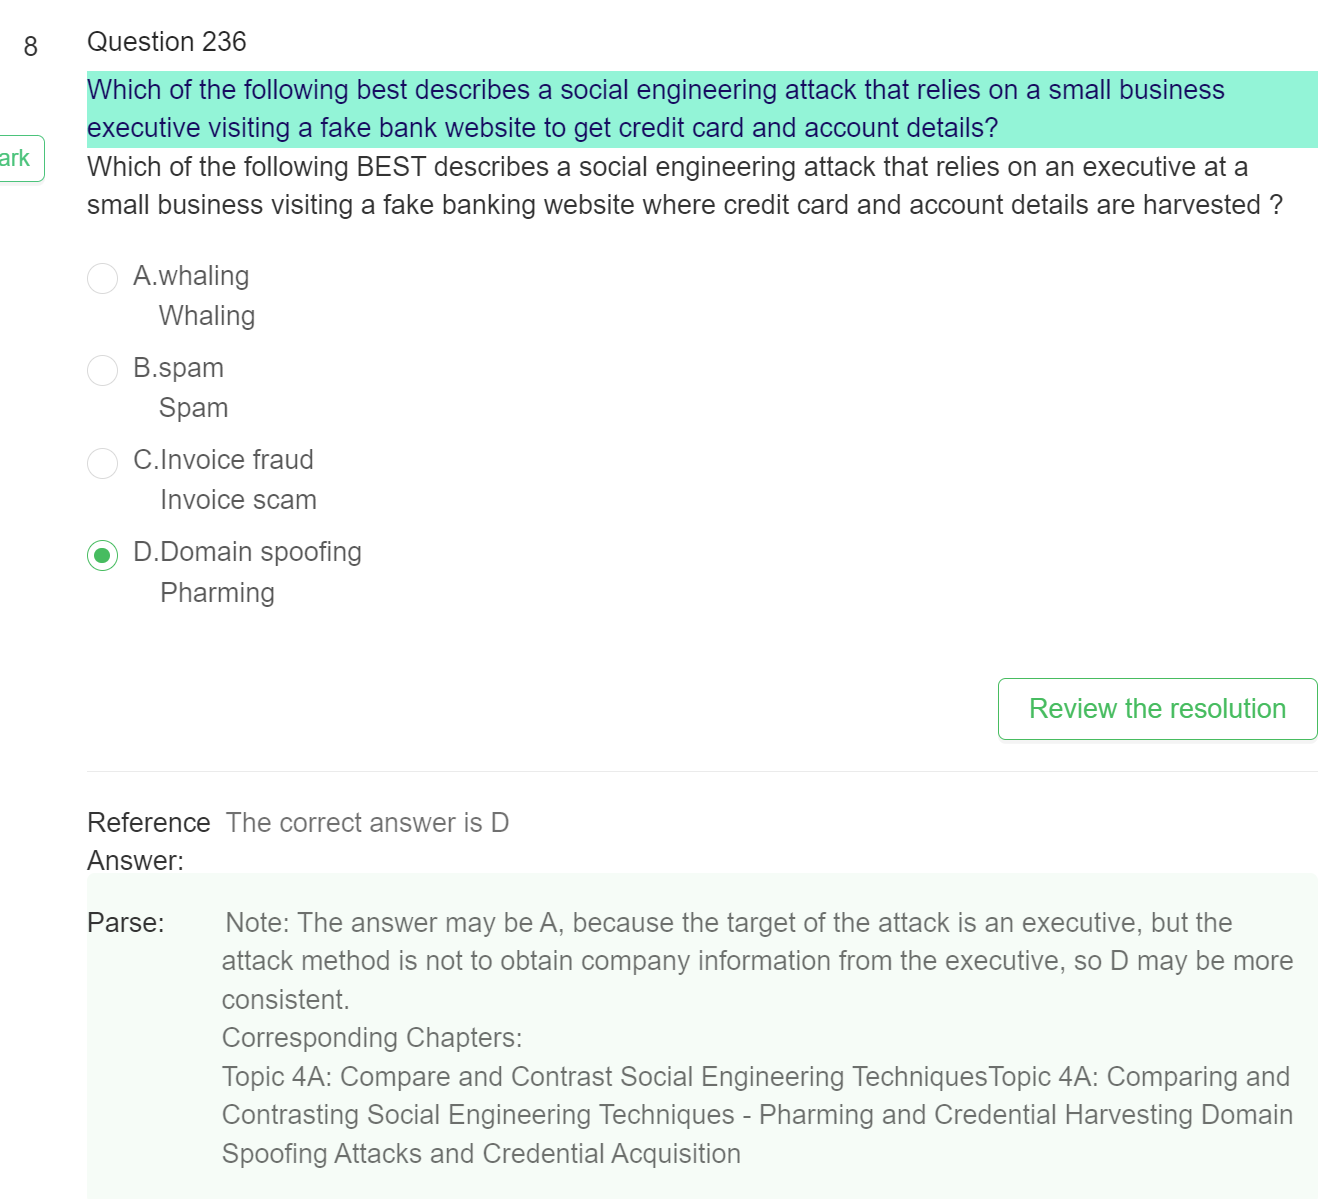 8
Question 236
Which of the following best describes a social engineering attack that relies on a small business
executive visiting a fake bank website to get credit card and account details?
ark
Which of the following BEST describes a social engineering attack that relies on an executive at a
small business visiting a fake banking website where credit card and account details are harvested ?
A.whaling
Whaling
B.spam
Spam
C.Invoice fraud
Invoice scam
D.Domain spoofing
Pharming
Review the resolution
Reference The correct answer is D
Answer:
Parse: Note: The answer may be A, because the target of the attack is an executive, but the
attack method is not to obtain company information from the executive, so D may be more
consistent.
Corresponding Chapters:
Topic 4A: Compare and Contrast Social Engineering TechniquesTopic 4A: Comparing and
Contrasting Social Engineering Techniques - Pharming and Credential Harvesting Domain
Spoofing Attacks and Credential Acquisition